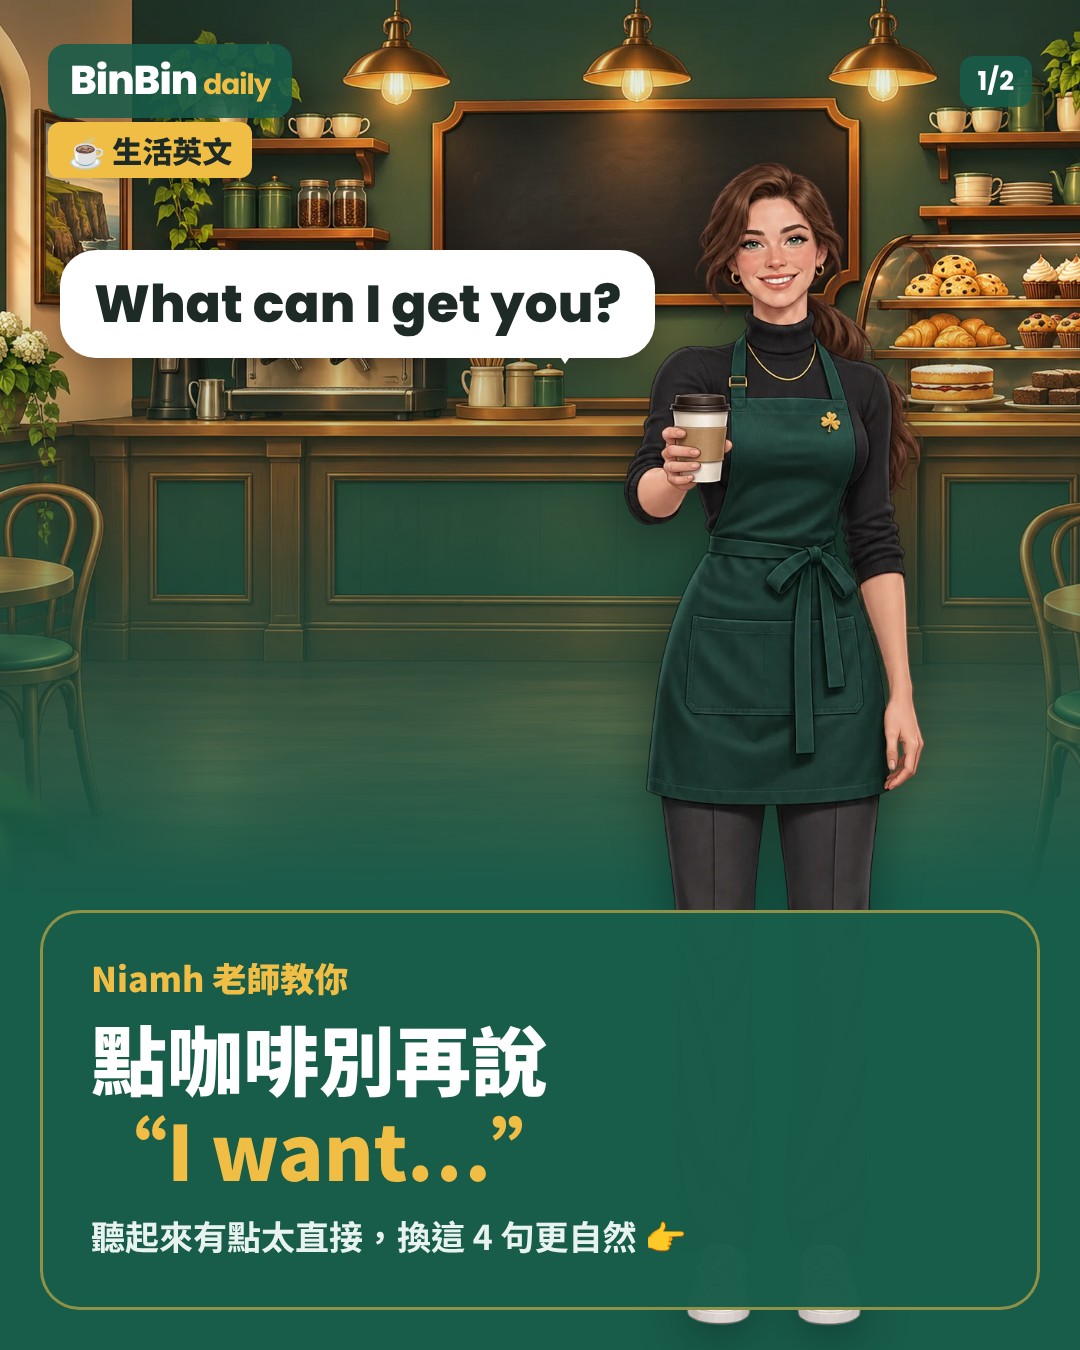 BinBin daily
1/2
☕ 生活英文
What can I get you?
Niamh 老師教你
點咖啡別再說
“I want…”
聽起來有點太直接，換這 4 句更自然 👉